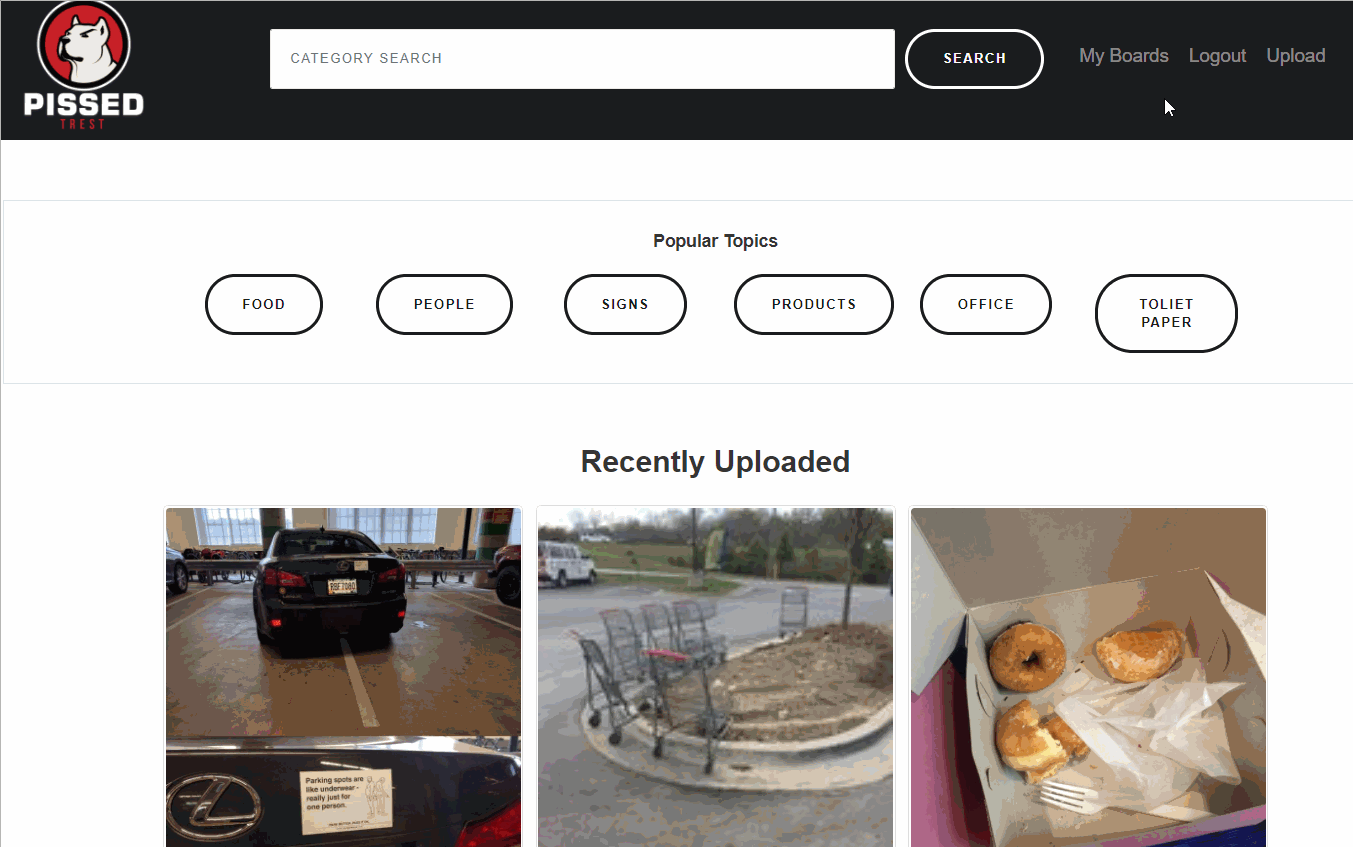 PISSED
TREST
CATEGORY SEARCH
SEARCH
My Boards Logout Upload
Popular Topics
FOOD
PEOPLE
SIGNS
PRODUCTS
OFFICE
TOLIET
PAPER
Recently Uploaded
Parking spots are
like underwear -
really just for
one person.